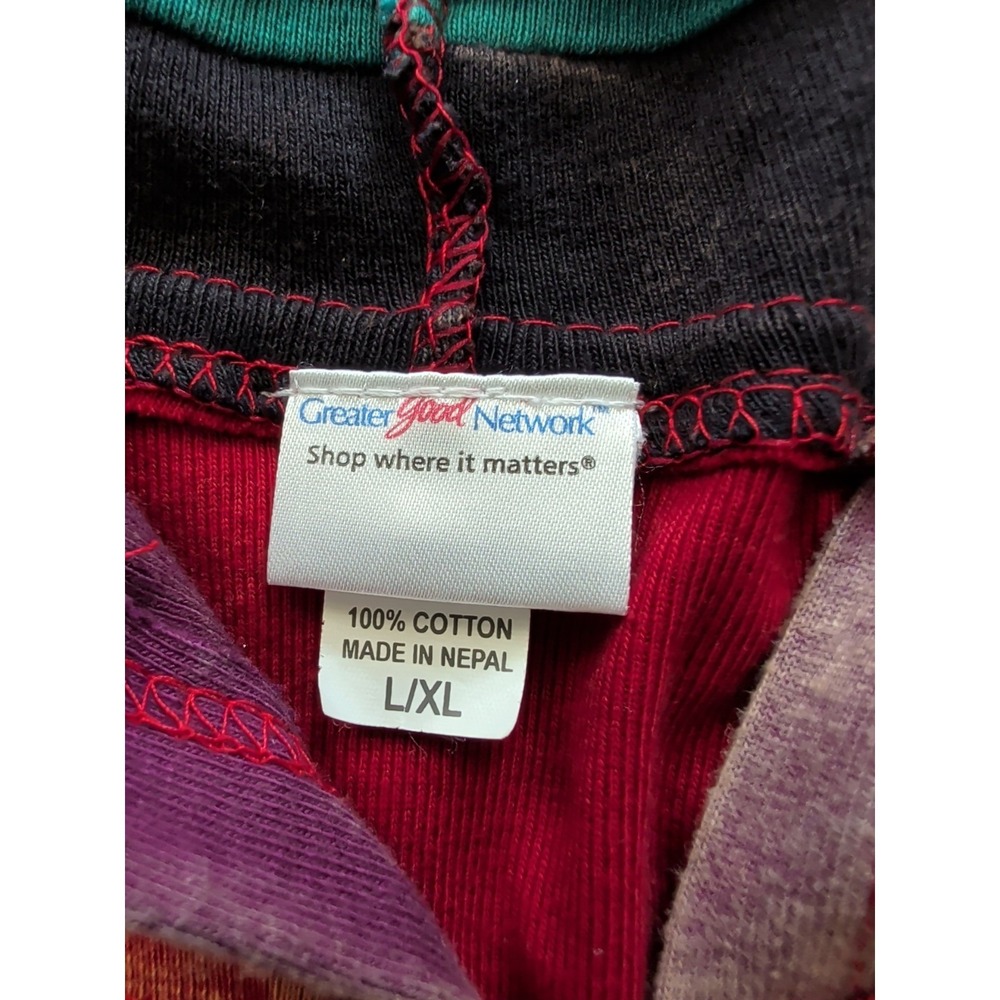 Greater good Network™
Shop where it matters®
100% COTTON
MADE IN NEPAL
L/XL